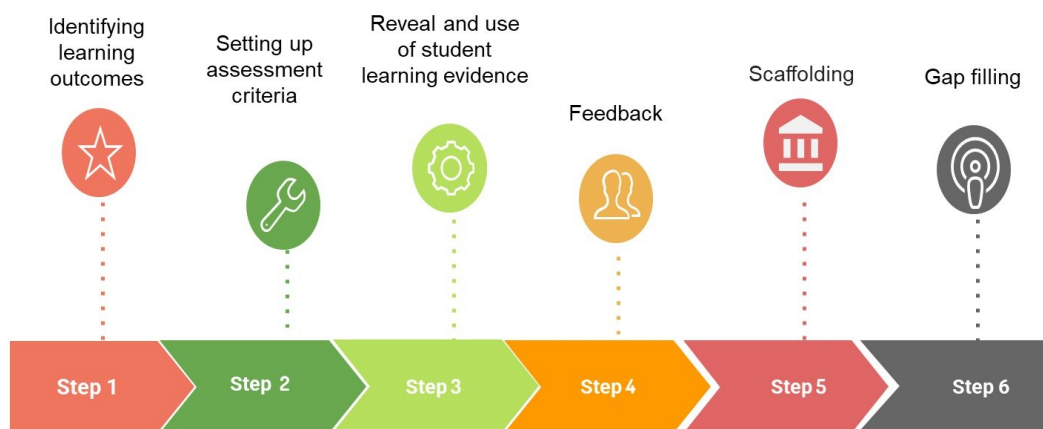 Identifying
learning
outcomes
Setting up
assessment
criteria
Reveal and use
of student
learning evidence
Feedback
Scaffolding
Gap filling
Step 1
Step 2
Step 3
Step 4
Step 5
Step 6